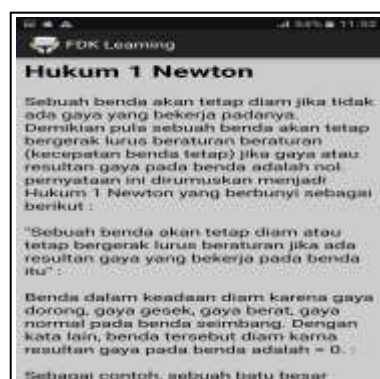 54% 11:52
FDK Learning
Hukum 1 Newton
Sebuah benda akan tetap diam jika tidak
ada gaya yang bekerja padanya.
Demikian pula sebuah benda akan tetap
bergerak lurus beraturan beraturan
(kecepatan benda tetap) jika gaya atau
resultan gaya pada benda adalah nol
pernyataan ini dirumuskan menjadi
Hukum 1 Newton yang berbunyi sebagai
berikut :
"Sebuah benda akan tetap diam atau
tetap bergerak lurus beraturan jika ada
resultan gaya yang bekerja pada benda
itu" :
Benda dalam keadaan diam karena gaya
dorong, gaya gesek, gaya berat, gaya
normal pada benda seimbang. Dengan
kata lain, benda tersebut diam karna
resultan gaya pada benda adalah = 0. :
Sebagai contoh, sebuah batu besar